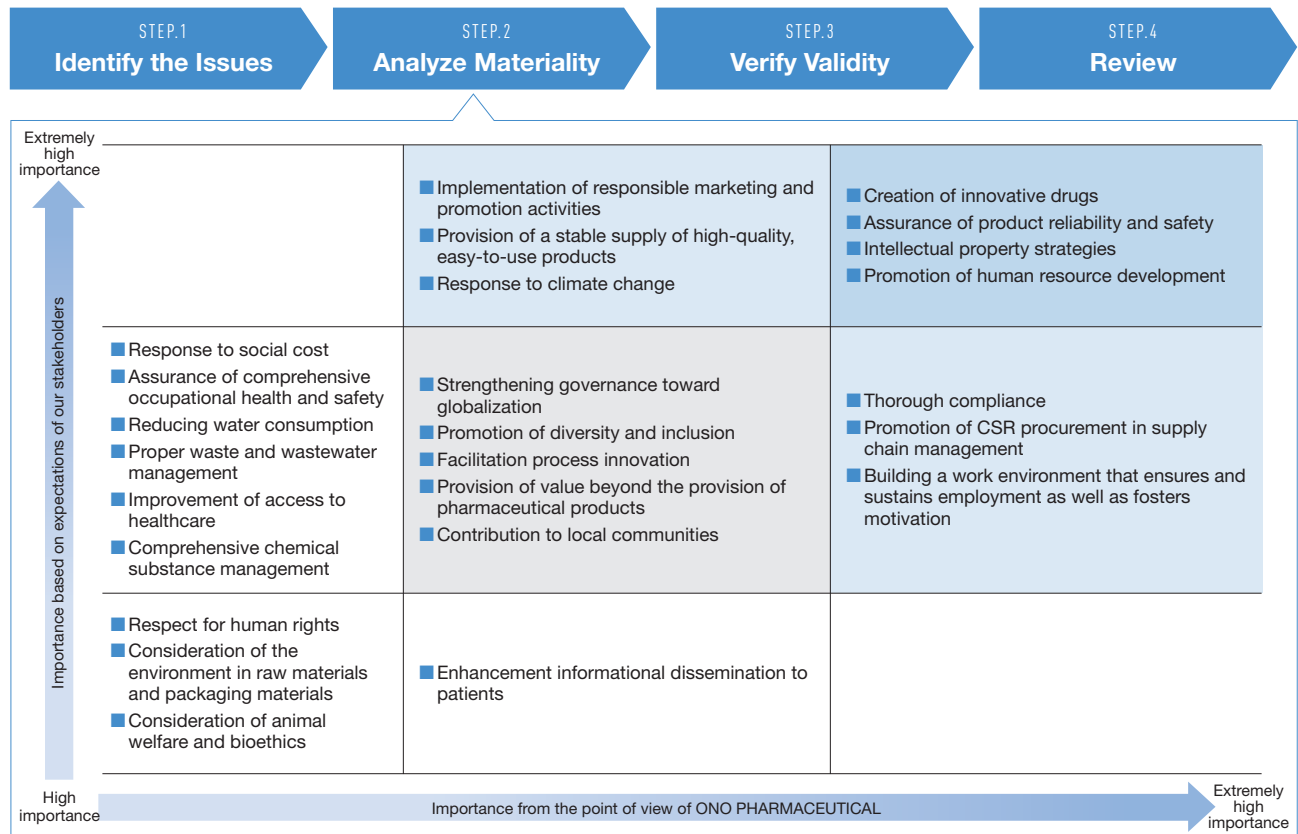 STEP.1
Identify the Issues
STEP.2
Analyze Materiality
STEP.3
Verify Validity
STEP.4
Review
Extremely
high
importance
Importance based on expectations of our stakeholders
■Implementation of responsible marketing and
promotion activities
■Provision of a stable supply of high-quality,
easy-to-use products
■Response to climate change
■Creation of innovative drugs
■Assurance of product reliability and safety
■Intellectual property strategies
■Promotion of human resource development
■Response to social cost
■Assurance of comprehensive
occupational health and safety
■Reducing water consumption
■Proper waste and wastewater
management
■Improvement of access to
healthcare
■Comprehensive chemical
substance management
■Strengthening governance toward
globalization
■Promotion of diversity and inclusion
■Facilitation process innovation
■Provision of value beyond the provision of
pharmaceutical products
■Contribution to local communities
■Thorough compliance
■Promotion of CSR procurement in supply
chain management
■Building a work environment that ensures and
sustains employment as well as fosters
motivation
■Respect for human rights
■Consideration of the
environment in raw materials
and packaging materials
■Consideration of animal
welfare and bioethics
■Enhancement informational dissemination to
patients
High
importance
Importance from the point of view of ONO PHARMACEUTICAL
Extremely
high
importance